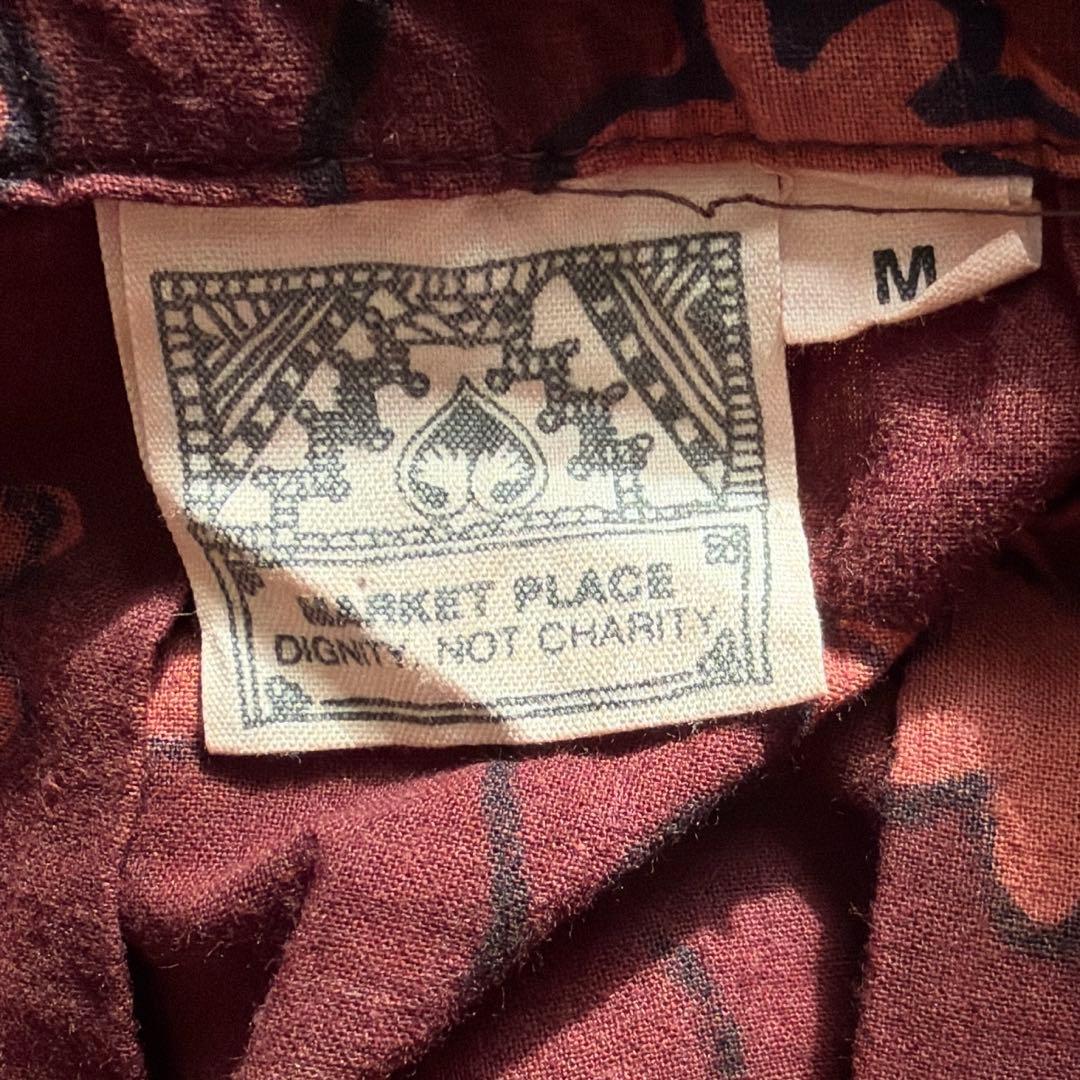 M
MARKET PLACE
DIGNITY, NOT CHARITY